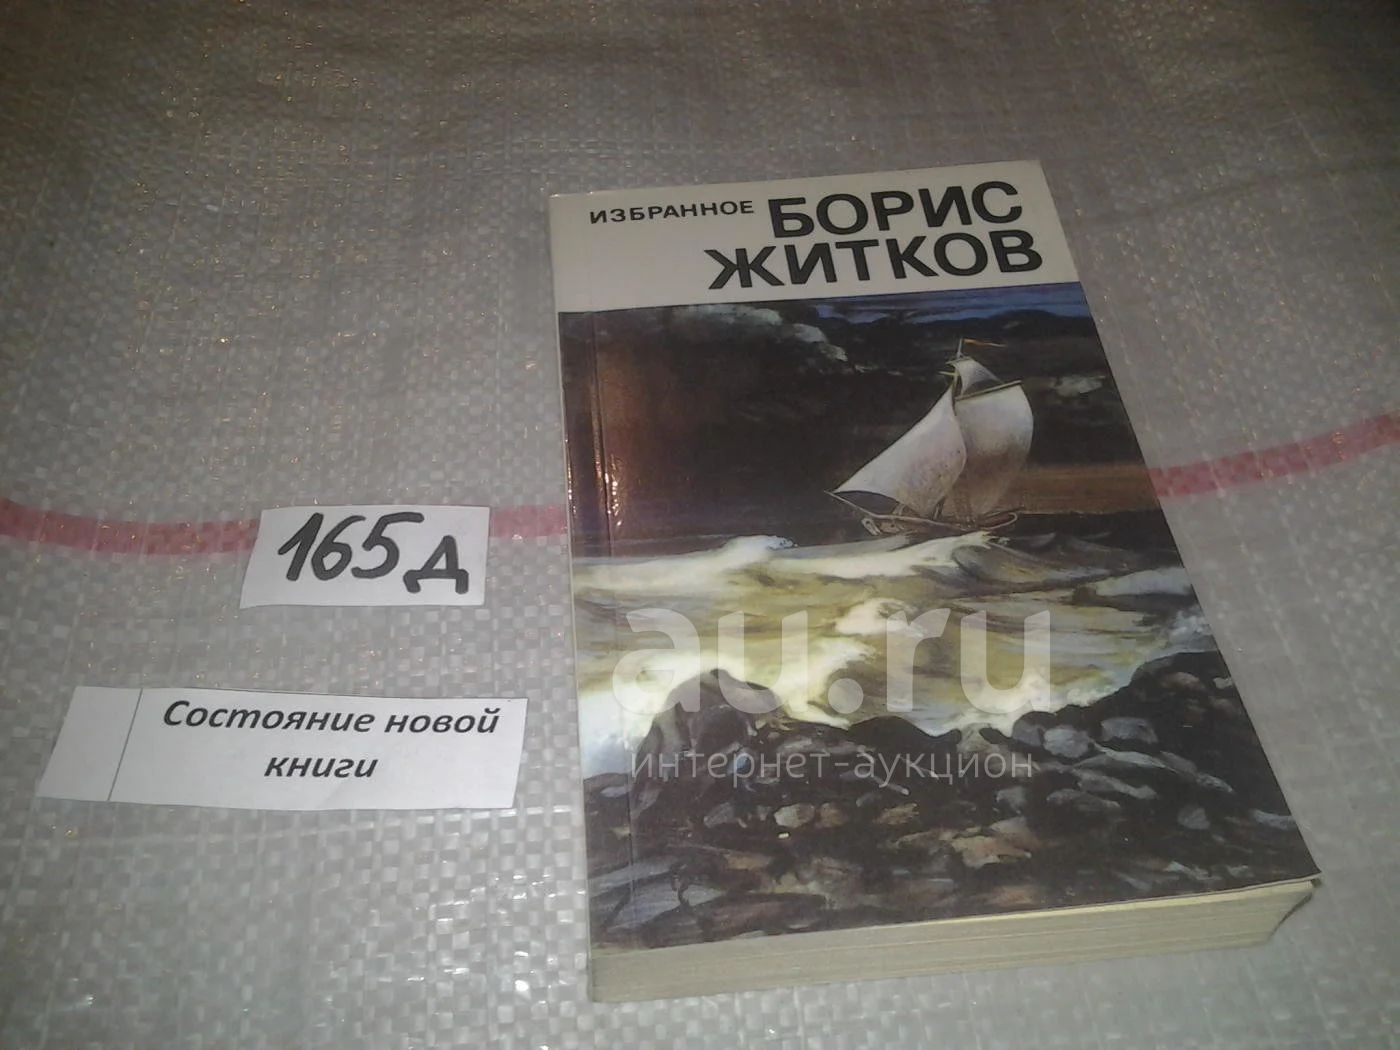 ИЗБРАННОЕ
БОРИС
ЖИТКОВ
165д
Состояние новой
книги
au.ru
интернет-аукцион